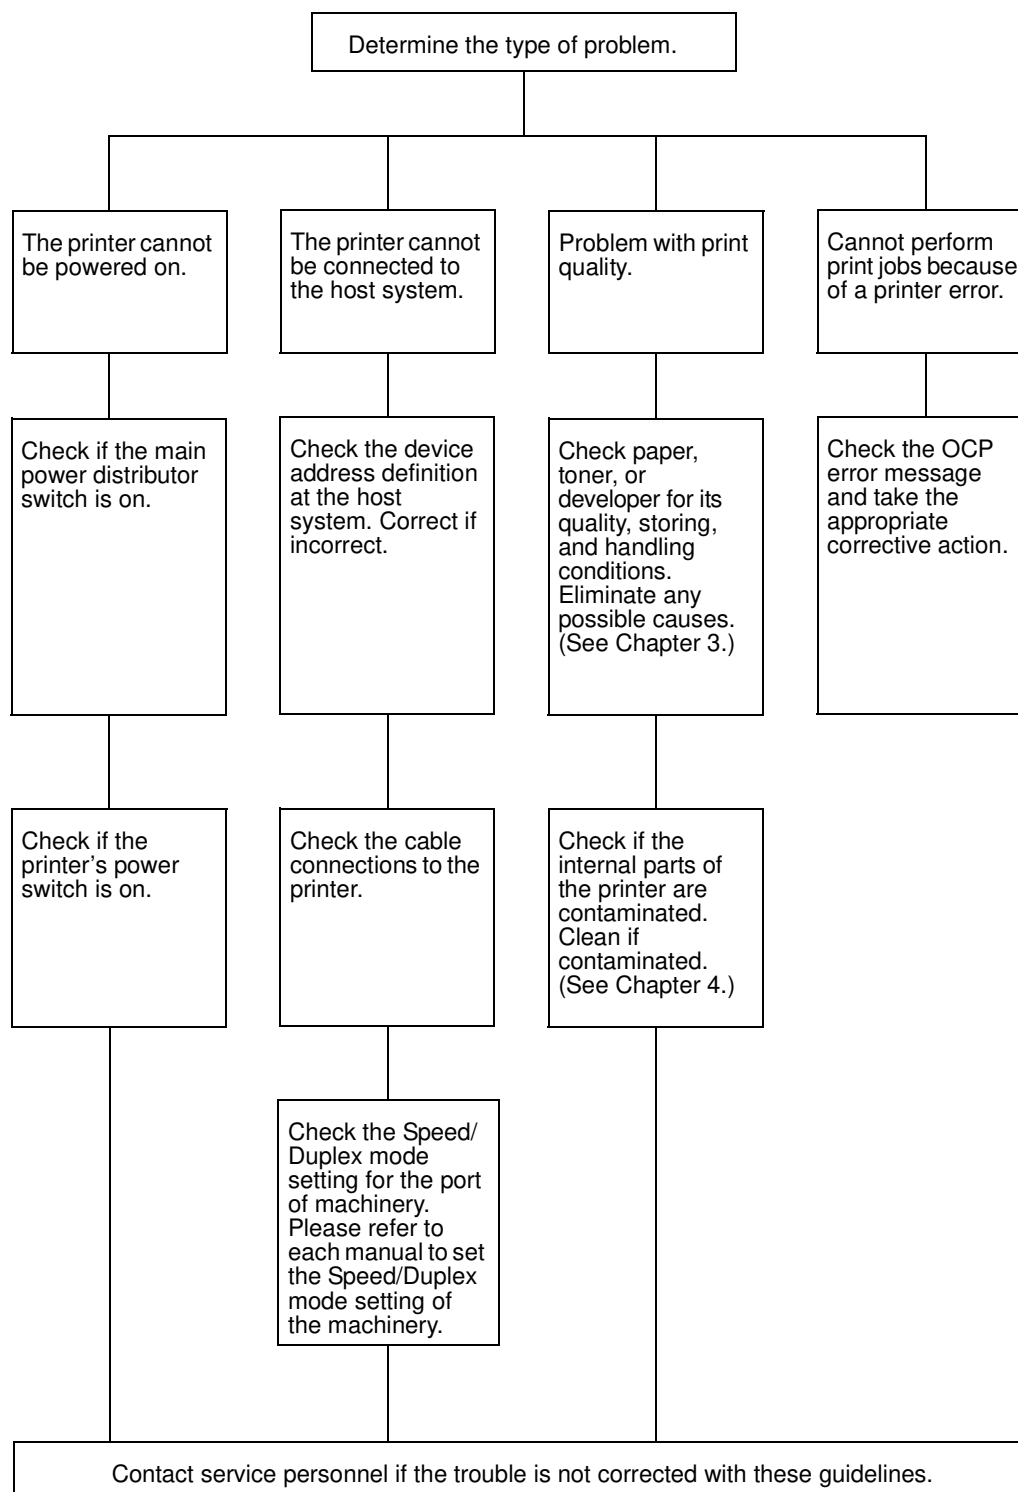 Determine the type of problem.
The printer cannot
be powered on.
The printer cannot
be connected to
the host system.
Problem with print
quality.
Cannot perform
print jobs because
of a printer error.
Check if the main
power distributor
switch is on.
Check the device
address definition
at the host
system. Correct if
incorrect.
Check paper,
toner, or
developer for its
quality, storing,
and handling
conditions.
Eliminate any
possible causes.
(See Chapter 3.)
Check the OCP
error message
and take the
appropriate
corrective action.
Check if the
printer’s power
switch is on.
Check the cable
connections to the
printer.
Check if the
internal parts of
the printer are
contaminated.
Clean if
contaminated.
(See Chapter 4.)
Check the Speed/
Duplex mode
setting for the port
of machinery.
Please refer to
each manual to set
the Speed/Duplex
mode setting of
the machinery.
Contact service personnel if the trouble is not corrected with these guidelines.